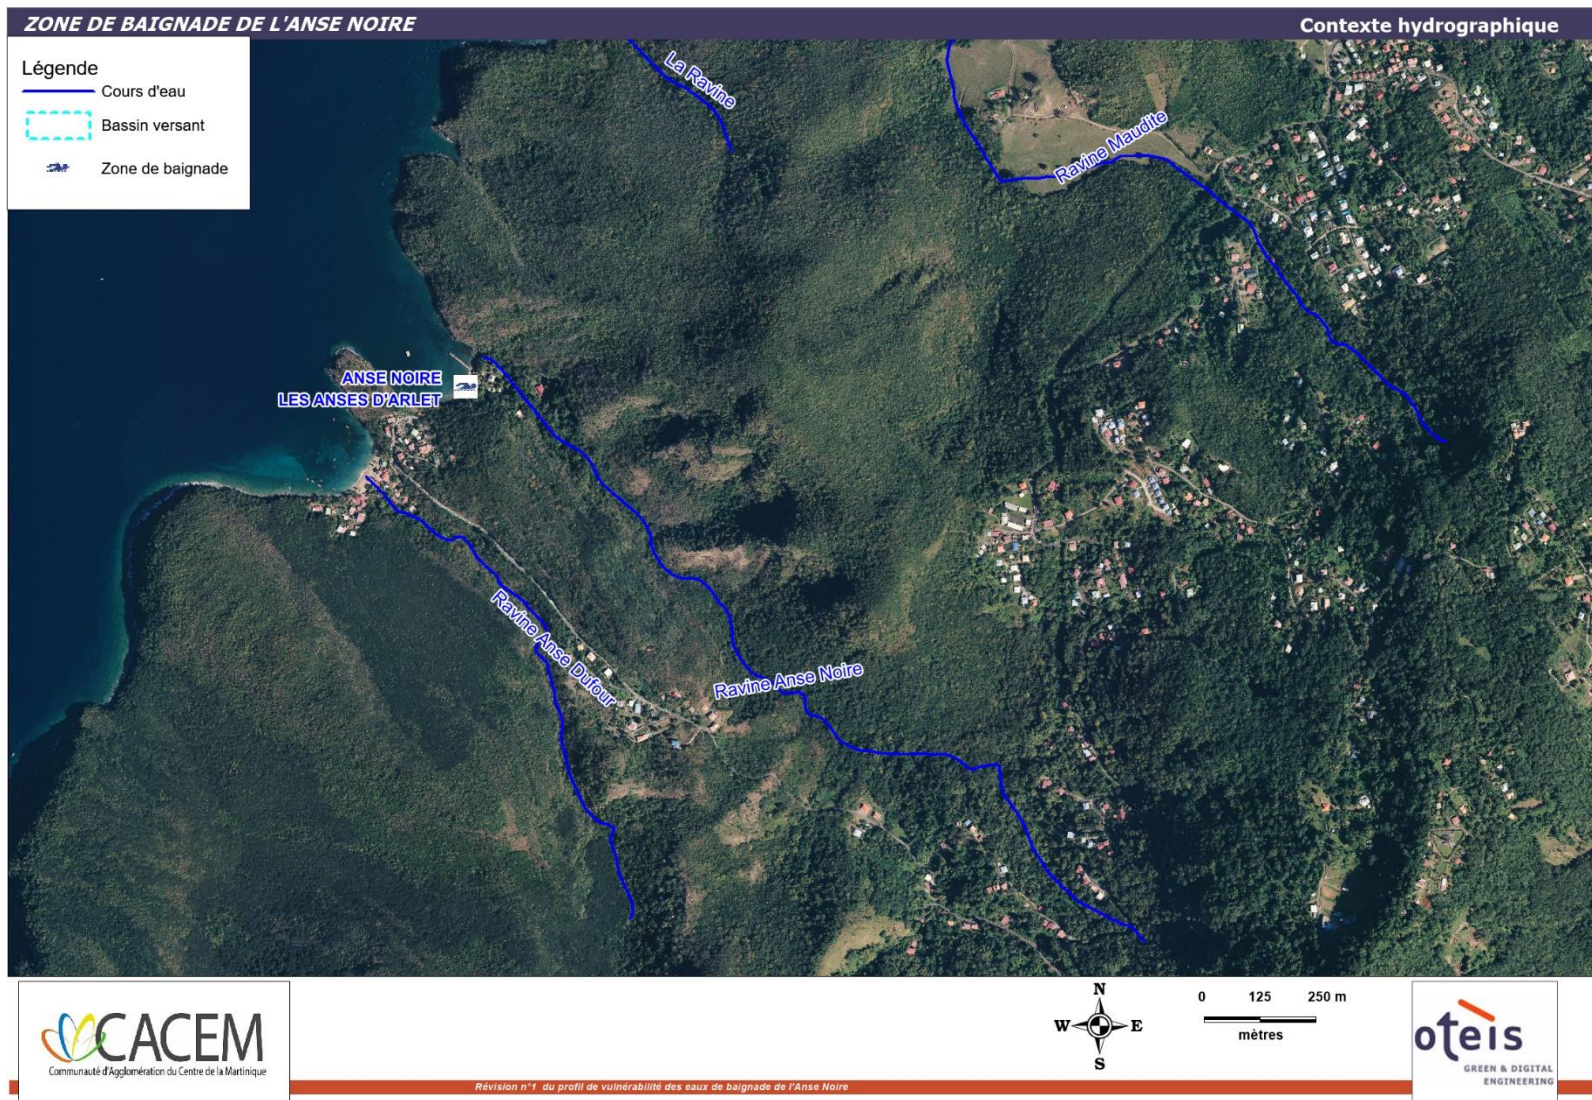 ZONE DE BAIGNADE DE L'ANSE NOIRE
Contexte hydrographique
Légende
Cours d'eau
Bassin versant
Zone de baignade
La Ravine
Ravine Maudite
ANSE NOIRE
LES ANSES D'ARLET
Ravine Anse Dufour
Ravine Anse Noire
CACEM
Communauté d'Agglomération du Centre de la Martinique
N
W
E
S
0 125 250 m
mètres
oteis
GREEN & DIGITAL
ENGINEERING
Révision n°1 du profil de vulnérabilité des eaux de baignade de l'Anse Noire